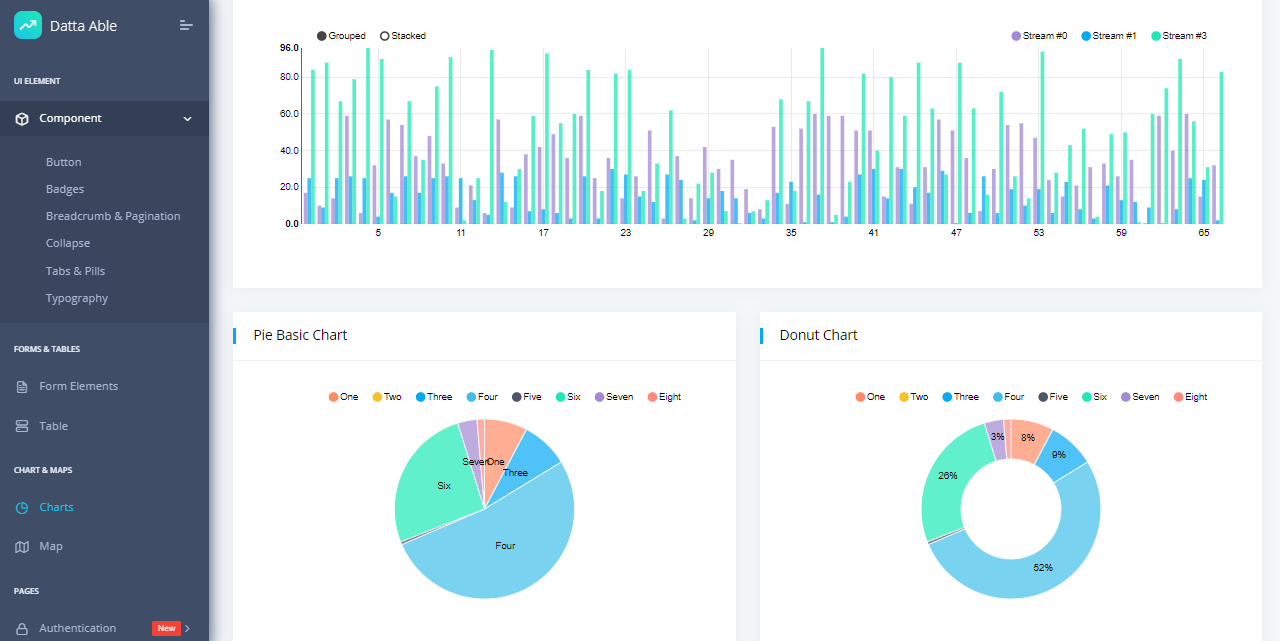 Datta Able
UI ELEMENT
Component
Button
Badges
Breadcrumb & Pagination
Collapse
Tabs & Pills
Typography
FORMS & TABLES
Form Elements
Table
CHART & MAPS
Charts
Map
PAGES
Authentication New
Grouped Stacked Stream #0 Stream #1 Stream #3
96.0
80.0
60.0
40.0
20.0
0.0
5 11 17 23 29 35 41 47 53 59 65
Pie Basic Chart
One Two Three Four Five Six Seven Eight
Seven One
Three
Six
Four
Donut Chart
One Two Three Four Five Six Seven Eight
3% 8%
9%
26%
52%